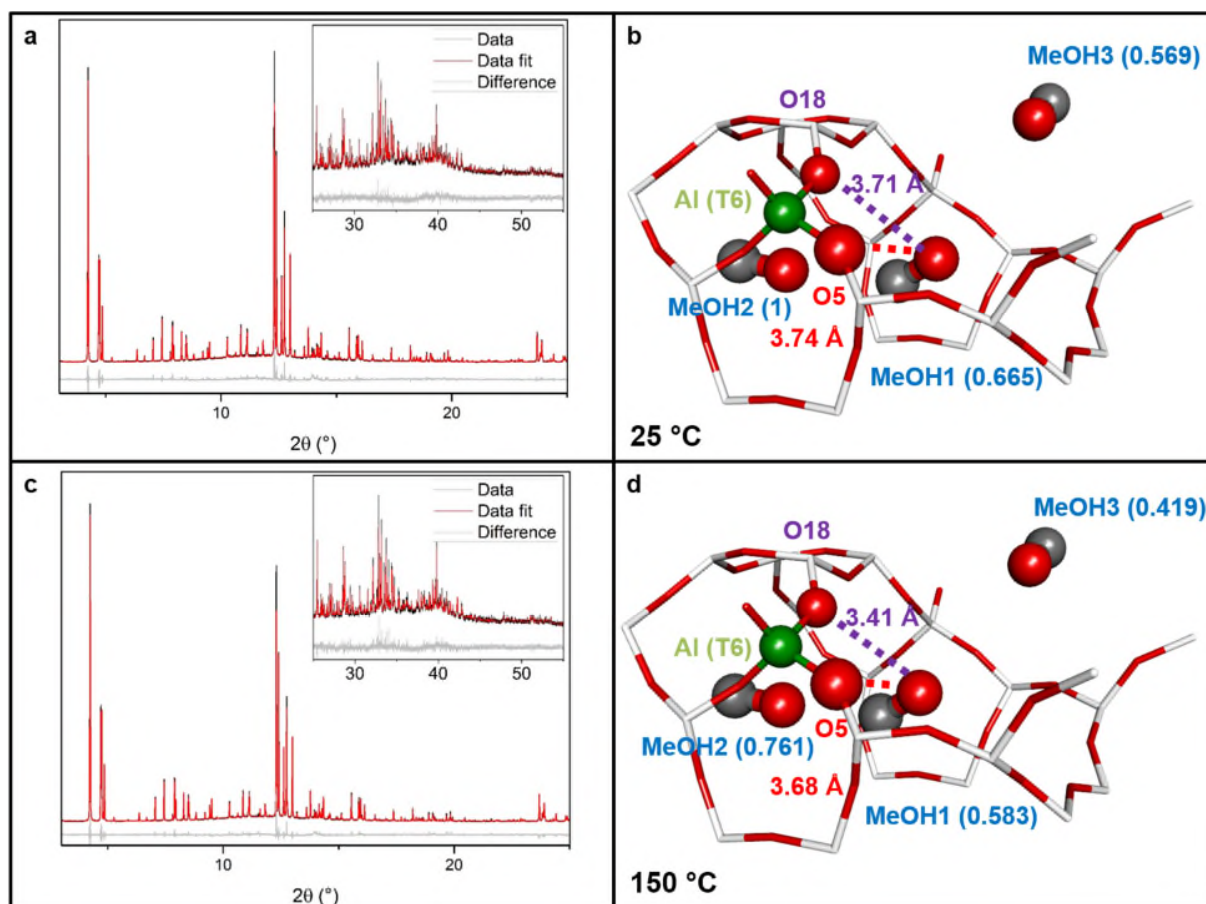 a
Data
Data fit
Difference
30
40
50
10
20
2θ (°)
b
MeOH3 (0.569)
O18
3.71 Å
Al (T6)
MeOH2 (1)
O5
3.74 Å
MeOH1 (0.665)
25 °C
c
Data
Data fit
Difference
30
40
50
10
20
2θ (°)
d
MeOH3 (0.419)
O18
3.41 Å
Al (T6)
O5
MeOH2 (0.761)
3.68 Å
MeOH1 (0.583)
150 °C